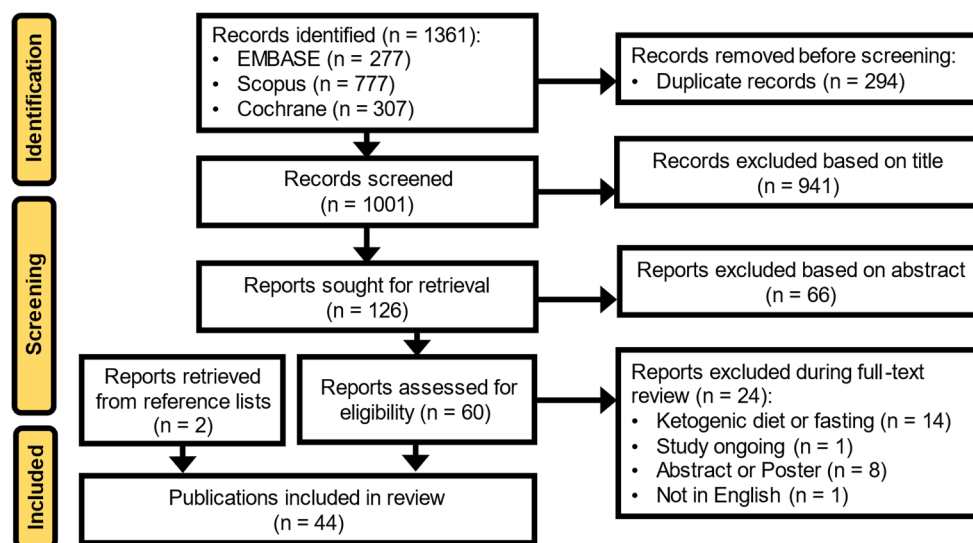 Identification
Records identified (n = 1361):
• EMBASE (n = 277)
• Scopus (n = 777)
• Cochrane (n = 307)
Records removed before screening:
• Duplicate records (n = 294)
Records screened
(n = 1001)
Records excluded based on title
(n = 941)
Screening
Reports sought for retrieval
(n = 126)
Reports excluded based on abstract
(n = 66)
Reports retrieved
from reference lists
(n = 2)
Reports assessed for
eligibility (n = 60)
Reports excluded during full-text
review (n = 24):
• Ketogenic diet or fasting (n = 14)
• Study ongoing (n = 1)
• Abstract or Poster (n = 8)
• Not in English (n = 1)
Included
Publications included in review
(n = 44)